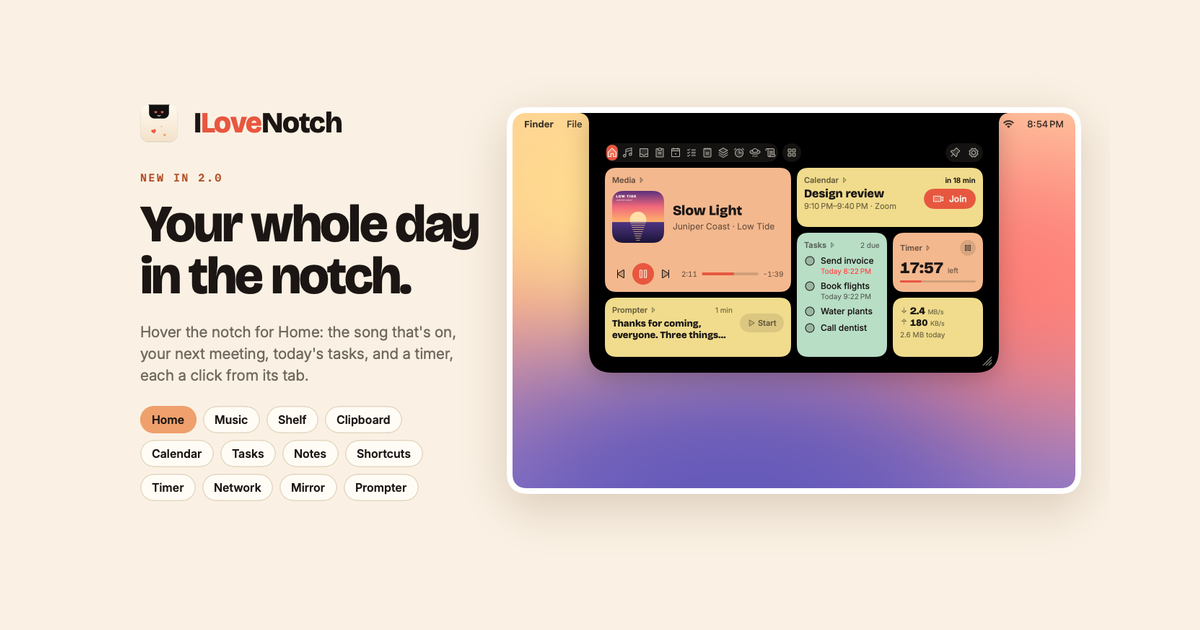 ILoveNotch
NEW IN 2.0
Your whole day
in the notch.
Hover the notch for Home: the song that's on,
your next meeting, today's tasks, and a timer,
each a click from its tab.
Home Music Shelf Clipboard
Calendar Tasks Notes Shortcuts
Timer Network Mirror Prompter
Finder File
8:54 PM
Media
LOW TIDE
Slow Light
Juniper Coast · Low Tide
2:11 -1:39
Prompter 1 min
Thanks for coming,
everyone. Three things...
Start
Calendar in 18 min
Design review
9:10 PM–9:40 PM · Zoom
Join
Tasks 2 due
Send invoice
Today 8:22 PM
Book flights
Today 9:22 PM
Water plants
Call dentist
Timer
17:57 left
2.4 MB/s
180 KB/s
2.6 MB today